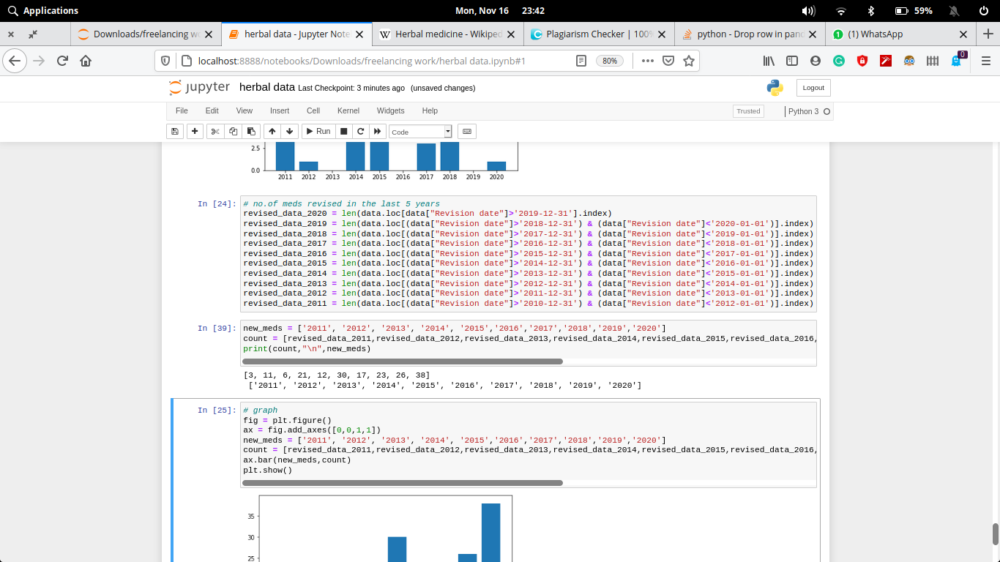 Applications
Mon, Nov 16 23:42
59%
Downloads/freelancing wo
herbal data - Jupyter Note
Herbal medicine - Wikiped
Plagiarism Checker | 100%
python - Drop row in pand
(1) WhatsApp
localhost:8888/notebooks/Downloads/freelancing work/herbal data.ipynb#1
80%
0
jupyter herbal data Last Checkpoint: 3 minutes ago (unsaved changes)
Logout
File Edit View Insert Cell Kernel Widgets Help
Trusted
Python 3
Run
Code
2.5
0.0
2011 2012 2013 2014 2015 2016 2017 2018 2019 2020
In [24]: # no.of meds revised in the last 5 years
revised_data_2020 = len(data.loc[data["Revision date"]>'2019-12-31'].index)
revised_data_2019 = len(data.loc[(data["Revision date"]>'2018-12-31') & (data["Revision date"]<'2020-01-01')].index)
revised_data_2018 = len(data.loc[(data["Revision date"]>'2017-12-31') & (data["Revision date"]<'2019-01-01')].index)
revised_data_2017 = len(data.loc[(data["Revision date"]>'2016-12-31') & (data["Revision date"]<'2018-01-01')].index)
revised_data_2016 = len(data.loc[(data["Revision date"]>'2015-12-31') & (data["Revision date"]<'2017-01-01')].index)
revised_data_2015 = len(data.loc[(data["Revision date"]>'2014-12-31') & (data["Revision date"]<'2016-01-01')].index)
revised_data_2014 = len(data.loc[(data["Revision date"]>'2013-12-31') & (data["Revision date"]<'2015-01-01')].index)
revised_data_2013 = len(data.loc[(data["Revision date"]>'2012-12-31') & (data["Revision date"]<'2014-01-01')].index)
revised_data_2012 = len(data.loc[(data["Revision date"]>'2011-12-31') & (data["Revision date"]<'2013-01-01')].index)
revised_data_2011 = len(data.loc[(data["Revision date"]>'2010-12-31') & (data["Revision date"]<'2012-01-01')].index)
In [39]: new_meds = ['2011', '2012', '2013', '2014', '2015','2016','2017','2018','2019','2020']
count = [revised_data_2011,revised_data_2012,revised_data_2013,revised_data_2014,revised_data_2015,revised_data_2016,
print(count,"\n",new_meds)
[3, 11, 6, 21, 12, 30, 17, 23, 26, 38]
['2011', '2012', '2013', '2014', '2015', '2016', '2017', '2018', '2019', '2020']
In [25]: # graph
fig = plt.figure()
ax = fig.add_axes([0,0,1,1])
new_meds = ['2011', '2012', '2013', '2014', '2015','2016','2017','2018','2019','2020']
count = [revised_data_2011,revised_data_2012,revised_data_2013,revised_data_2014,revised_data_2015,revised_data_2016,
ax.bar(new_meds,count)
plt.show()
35
30
25